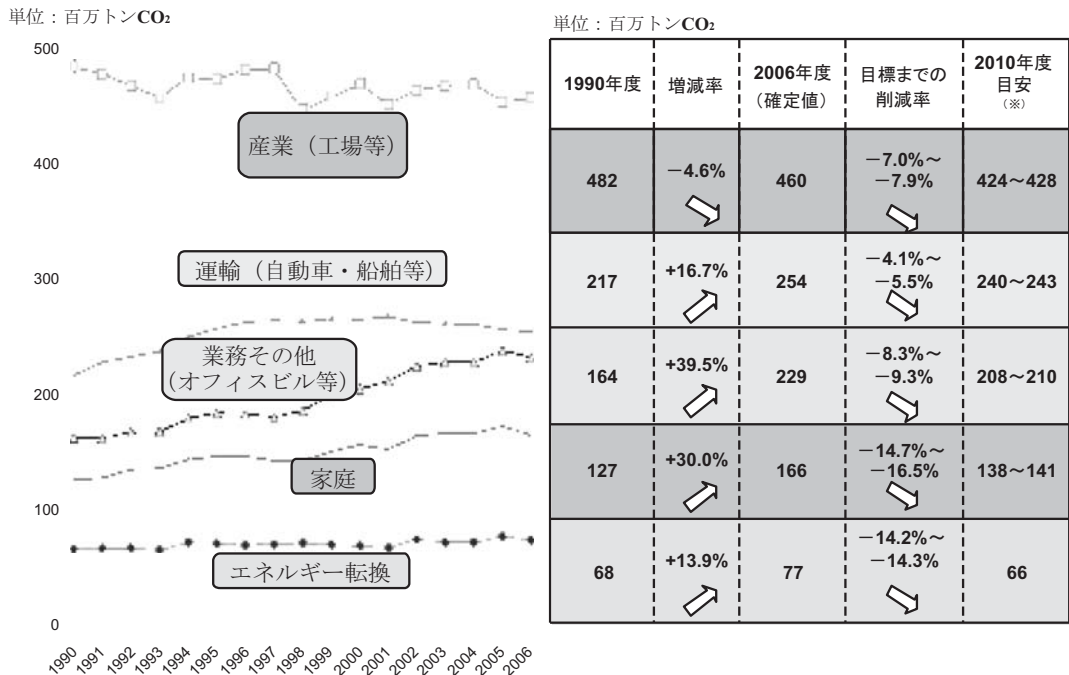 単位：百万トンCO₂
500
400
300
200
100
0
産業（工場等）
運輸（自動車・船舶等）
業務その他
（オフィスビル等）
家庭
エネルギー転換
1990
1991
1992
1993
1994
1995
1996
1997
1998
1999
2000
2001
2002
2003
2004
2005
2006
単位：百万トンCO₂
1990年度 増減率 2006年度 目標までの 2010年度
（確定値） 削減率 目安
（※）
482 －4.6% 460 －7.0%～ 424～428
－7.9%
217 +16.7% 254 －4.1%～ 240～243
－5.5%
164 +39.5% 229 －8.3%～ 208～210
－9.3%
127 +30.0% 166 －14.7%～ 138～141
－16.5%
68 +13.9% 77 －14.2%～ 66
－14.3%